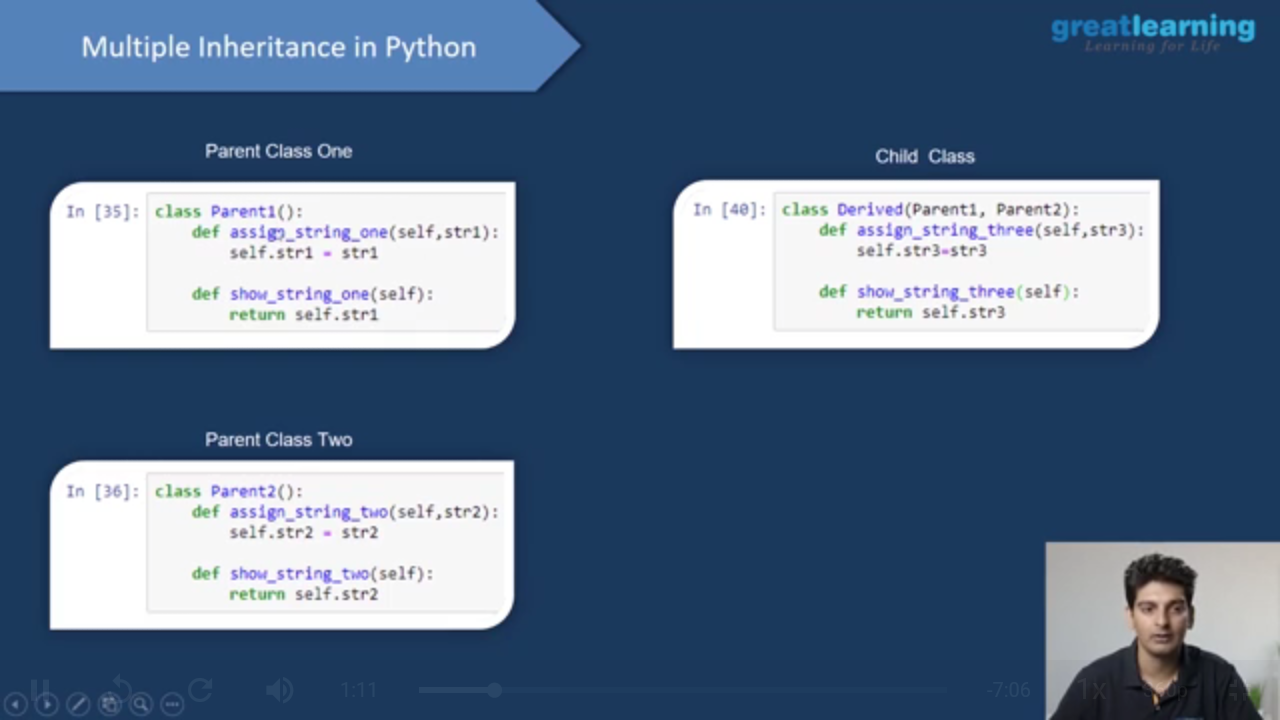 Multiple Inheritance in Python
greatlearning
Learning for Life
Parent Class One
In [35]: class Parent1():
def assign_string_one(self,str1):
self.str1 = str1
def show_string_one(self):
return self.str1
Child Class
In [40]: class Derived(Parent1, Parent2):
def assign_string_three(self,str3):
self.str3=str3
def show_string_three(self):
return self.str3
Parent Class Two
In [36]: class Parent2():
def assign_string_two(self,str2):
self.str2 = str2
def show_string_two(self):
return self.str2
1:11
-7:06
1x